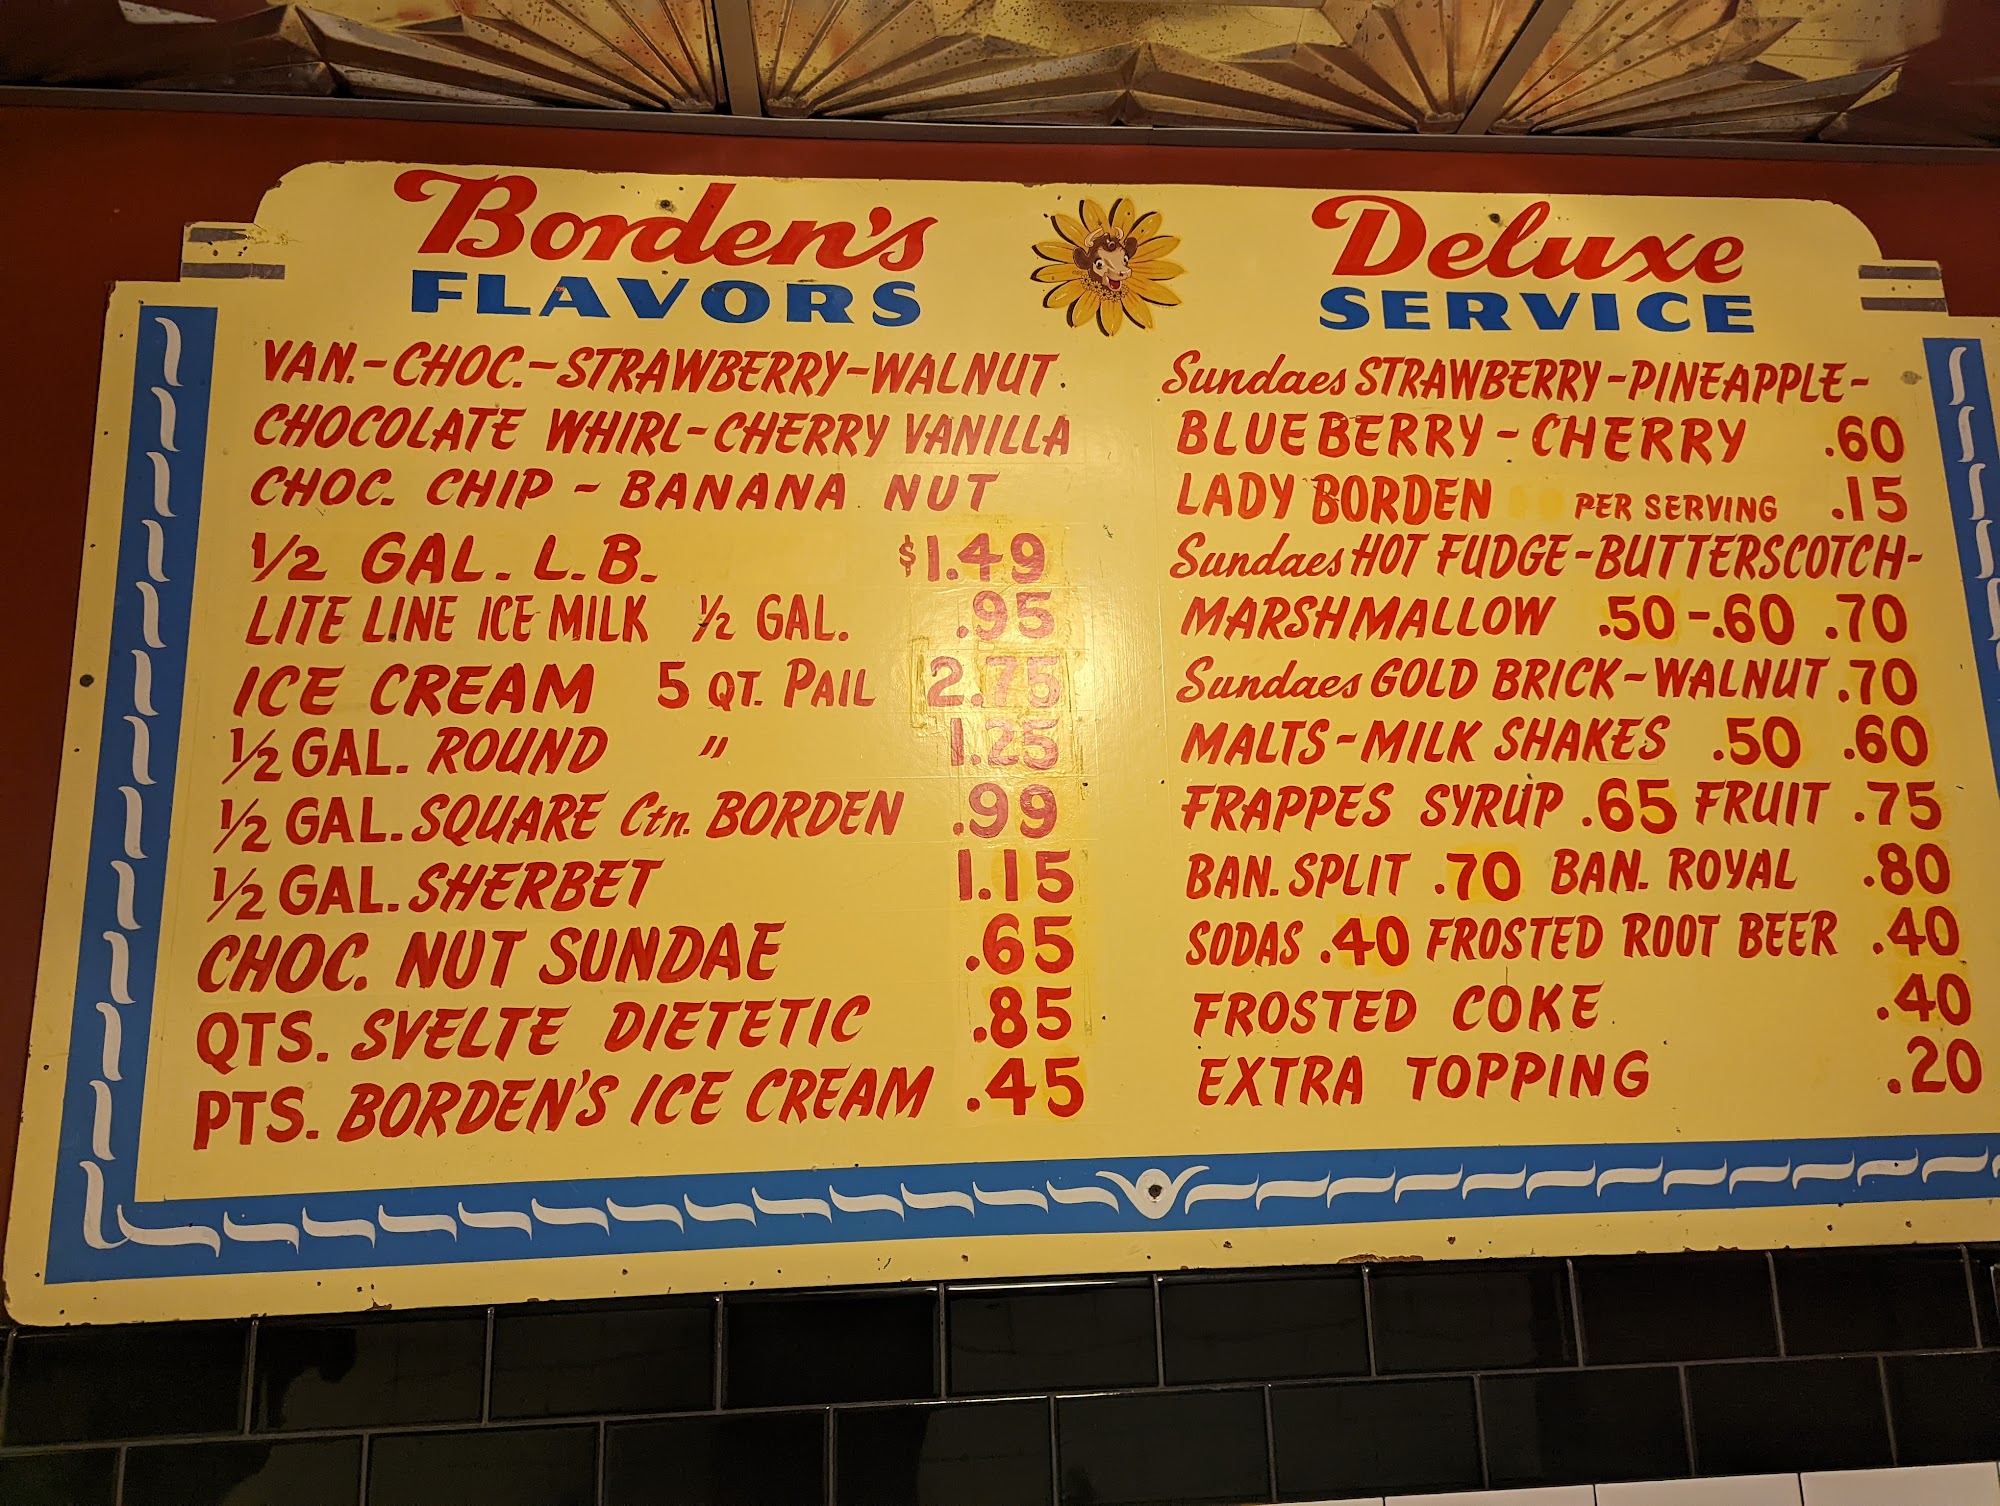 Borden's
FLAVORS
VAN.-CHOC.-STRAWBERRY-WALNUT.
CHOCOLATE WHIRL-CHERRY VANILLA
CHOC. CHIP - BANANA NUT
1/2 GAL. L.B. $1.49
LITE LINE ICE MILK 1/2 GAL. .95
ICE CREAM 5 QT. PAIL 2.75
1/2 GAL. ROUND " 1.25
1/2 GAL. SQUARE Ctn. BORDEN .99
1/2 GAL. SHERBET 1.15
CHOC. NUT SUNDAE .65
QTS. SVELTE DIETETIC .85
PTS. BORDEN'S ICE CREAM .45
Deluxe
SERVICE
Sundaes STRAWBERRY-PINEAPPLE-
BLUEBERRY-CHERRY .60
LADY BORDEN PER SERVING .15
Sundaes HOT FUDGE-BUTTERSCOTCH-
MARSHMALLOW .50-.60 .70
Sundaes GOLD BRICK-WALNUT .70
MALTS-MILK SHAKES .50 .60
FRAPPES SYRUP .65 FRUIT .75
BAN. SPLIT .70 BAN. ROYAL .80
SODAS .40 FROSTED ROOT BEER .40
FROSTED COKE .40
EXTRA TOPPING .20